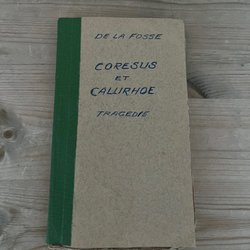 DE LA FOSSE
CORESUS
ET
CALLIRHOE
TRAGEDIE